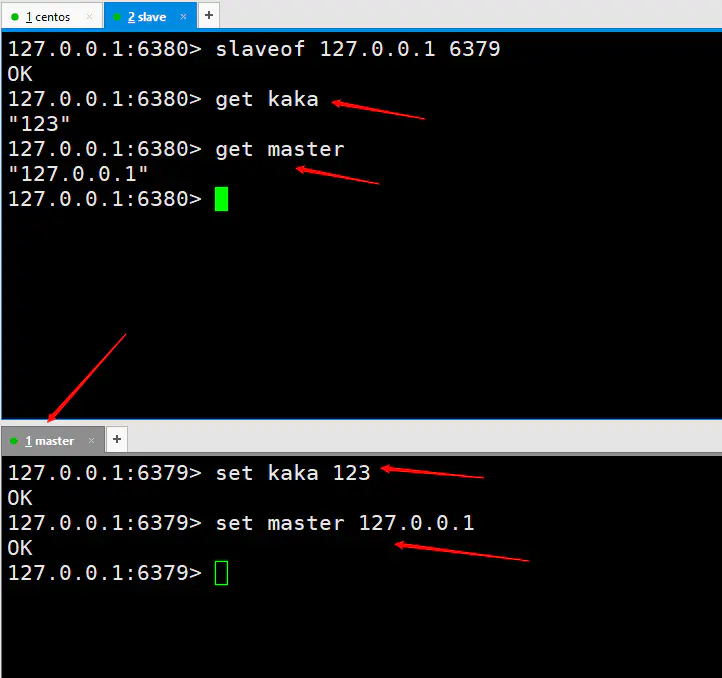 1 centos × 2 slave × +
127.0.0.1:6380> slaveof 127.0.0.1 6379
OK
127.0.0.1:6380> get kaka
"123"
127.0.0.1:6380> get master
"127.0.0.1"
127.0.0.1:6380>
1 master × +
127.0.0.1:6379> set kaka 123
OK
127.0.0.1:6379> set master 127.0.0.1
OK
127.0.0.1:6379>